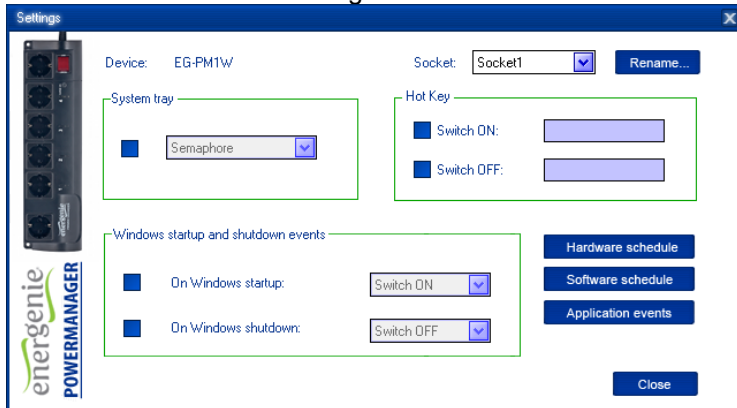 Settings
Device: EG-PM1W
Socket: Socket1
Rename...
System tray
Semaphore
Hot Key
Switch ON:
Switch OFF:
Windows startup and shutdown events
On Windows startup: Switch ON
On Windows shutdown: Switch OFF
Hardware schedule
Software schedule
Application events
Close
energenie
POWERMANAGER
energenie